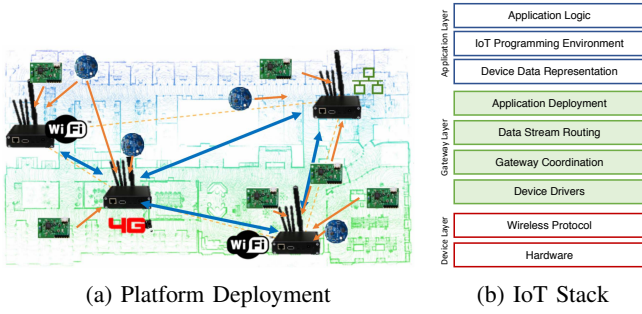 WiFi
4G
WiFi
(a) Platform Deployment
Application Layer
Application Logic
IoT Programming Environment
Device Data Representation
Gateway Layer
Application Deployment
Data Stream Routing
Gateway Coordination
Device Drivers
Device Layer
Wireless Protocol
Hardware
(b) IoT Stack